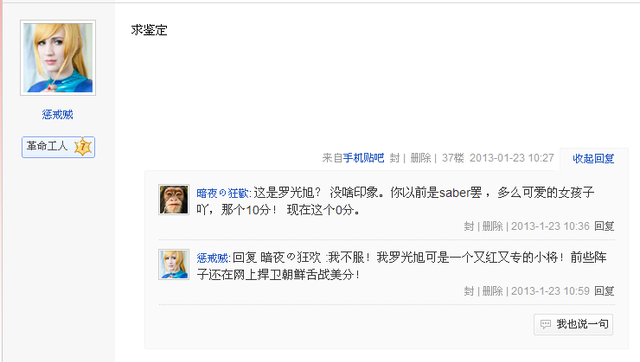 求鉴定
惩戒贼
革命工人 7
来自手机贴吧 封 | 删除 | 37楼 2013-01-23 10:27 收起回复
暗夜の狂歡: 这是罗光旭？ 没啥印象。你以前是saber罢 ，多么可爱的女孩子
吖，那个10分！ 现在这个0分。
封 | 删除 | 2013-1-23 10:36 回复
惩戒贼: 回复 暗夜の狂欢 :我不服！我罗光旭可是一个又红又专的小将！前些阵
子还在网上捍卫朝鲜舌战美分！
封 | 删除 | 2013-1-23 10:59 回复
我也说一句